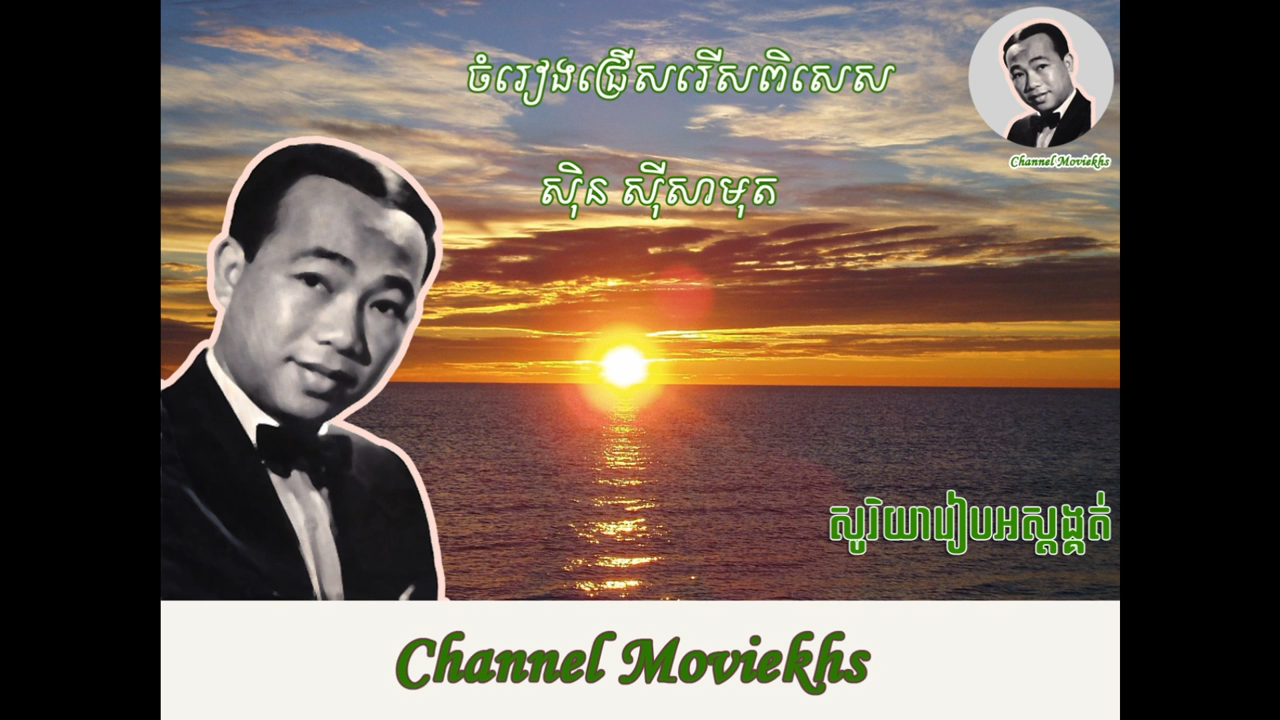 ចំរៀងជ្រើសរើសពិសេស
Channel Moviekhs
ស៊ិន ស៊ីសាមុត
សូរិយារៀបអស្តង្គត់
Channel Moviekhs